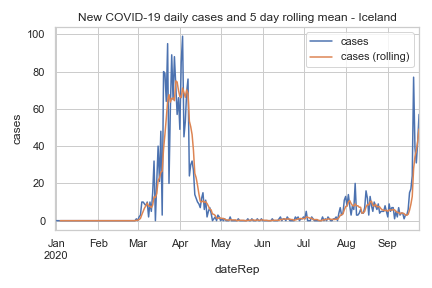 New COVID-19 daily cases and 5 day rolling mean - Iceland
cases
cases (rolling)
100
80
60
40
20
0
cases
Jan Feb Mar Apr May Jun Jul Aug Sep
2020
dateRep